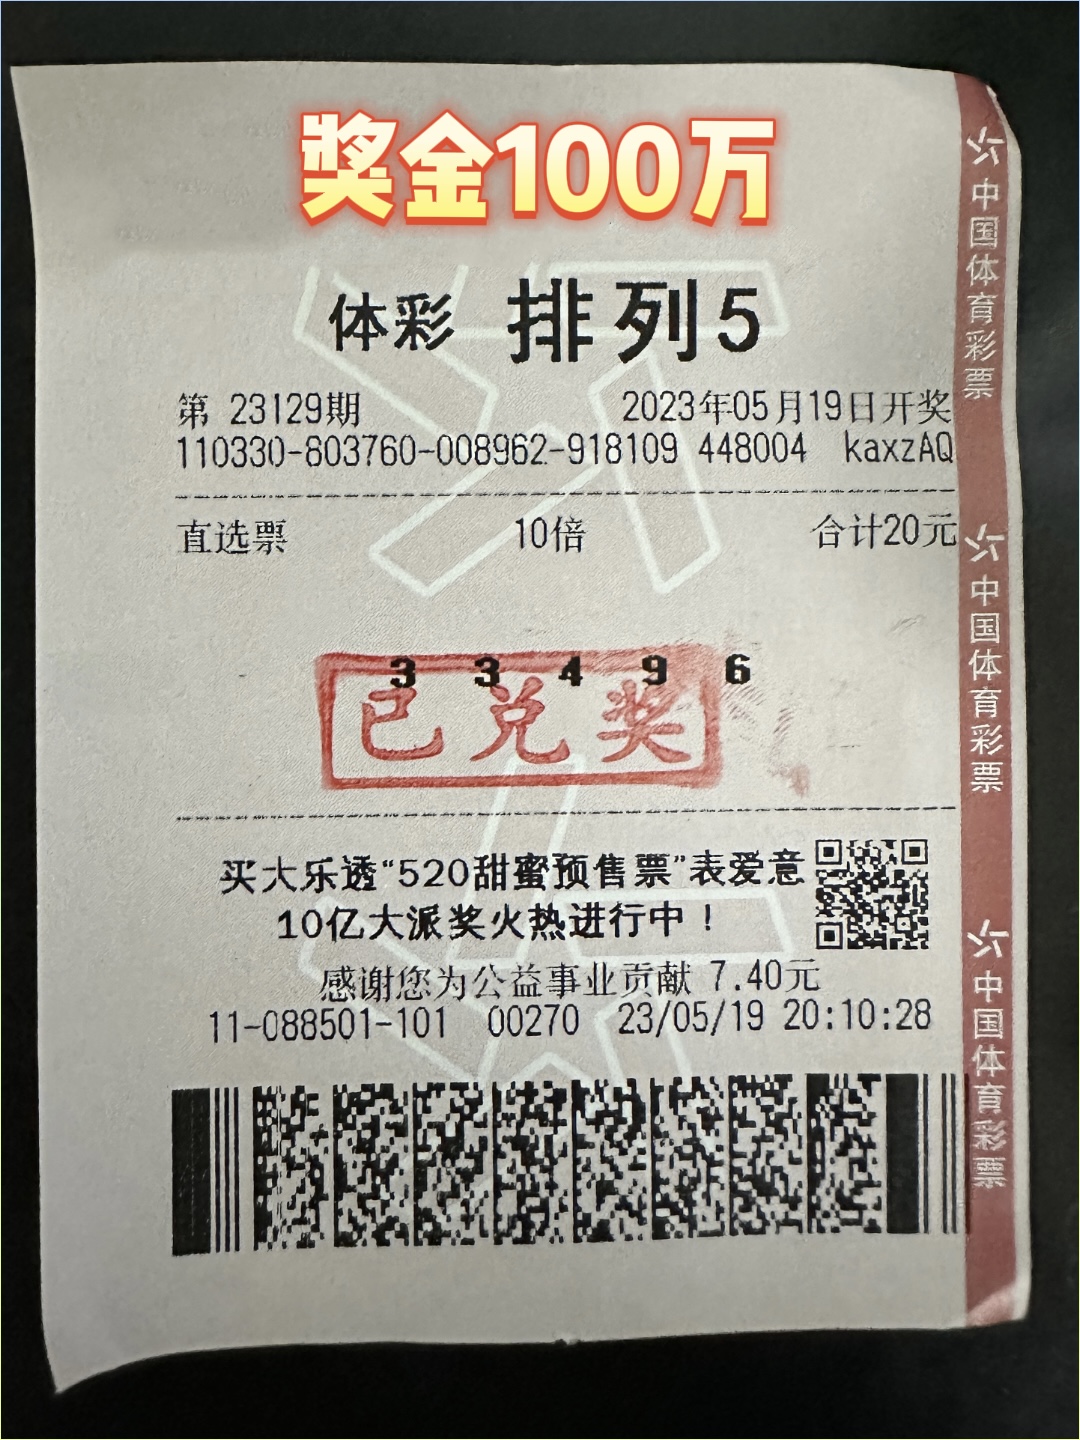 奖金100万
体彩 排列5
第 23129期 2023年05月19日开奖
110330-803760-008962-918109 448004 kaxzAQ
直选票 10倍 合计20元
3 3 4 9 6
已兑奖
买大乐透“520甜蜜预售票”表爱意
10亿大派奖火热进行中！
感谢您为公益事业贡献 7.40元
11-088501-101 00270 23/05/19 20:10:28
中国体育彩票
中国体育彩票
中国体育彩票